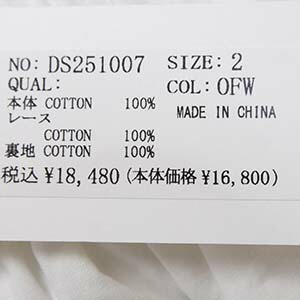 NO: DS251007 SIZE: 2
QUAL: COL: OFW
本体 COTTON 100% MADE IN CHINA
レース
COTTON 100%
裏地 COTTON 100%
税込 ¥18,480 (本体価格 ¥16,800)